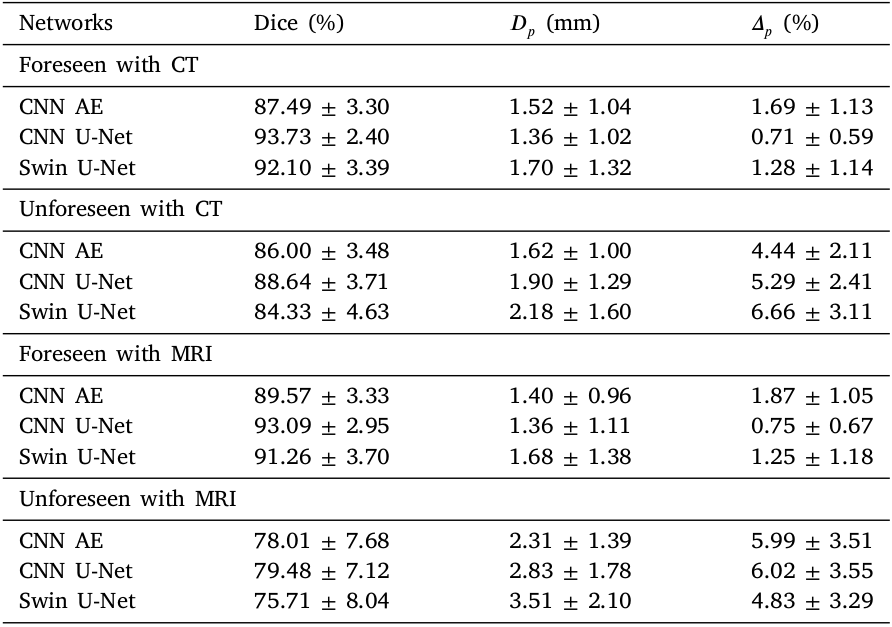 Networks Dice (%) Dp (mm) Δp (%)
Foreseen with CT
CNN AE 87.49 ± 3.30 1.52 ± 1.04 1.69 ± 1.13
CNN U-Net 93.73 ± 2.40 1.36 ± 1.02 0.71 ± 0.59
Swin U-Net 92.10 ± 3.39 1.70 ± 1.32 1.28 ± 1.14
Unforeseen with CT
CNN AE 86.00 ± 3.48 1.62 ± 1.00 4.44 ± 2.11
CNN U-Net 88.64 ± 3.71 1.90 ± 1.29 5.29 ± 2.41
Swin U-Net 84.33 ± 4.63 2.18 ± 1.60 6.66 ± 3.11
Foreseen with MRI
CNN AE 89.57 ± 3.33 1.40 ± 0.96 1.87 ± 1.05
CNN U-Net 93.09 ± 2.95 1.36 ± 1.11 0.75 ± 0.67
Swin U-Net 91.26 ± 3.70 1.68 ± 1.38 1.25 ± 1.18
Unforeseen with MRI
CNN AE 78.01 ± 7.68 2.31 ± 1.39 5.99 ± 3.51
CNN U-Net 79.48 ± 7.12 2.83 ± 1.78 6.02 ± 3.55
Swin U-Net 75.71 ± 8.04 3.51 ± 2.10 4.83 ± 3.29